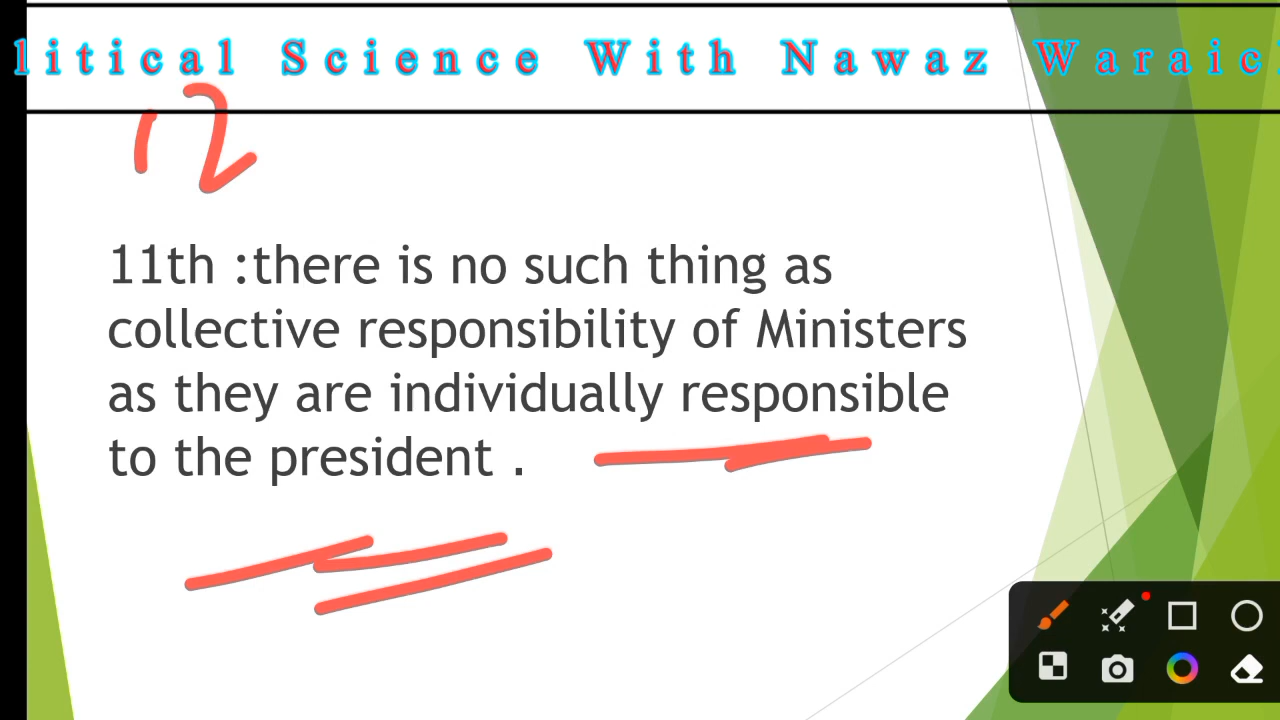 litical Science With Nawaz Waraic
12
11th :there is no such thing as
collective responsibility of Ministers
as they are individually responsible
to the president .